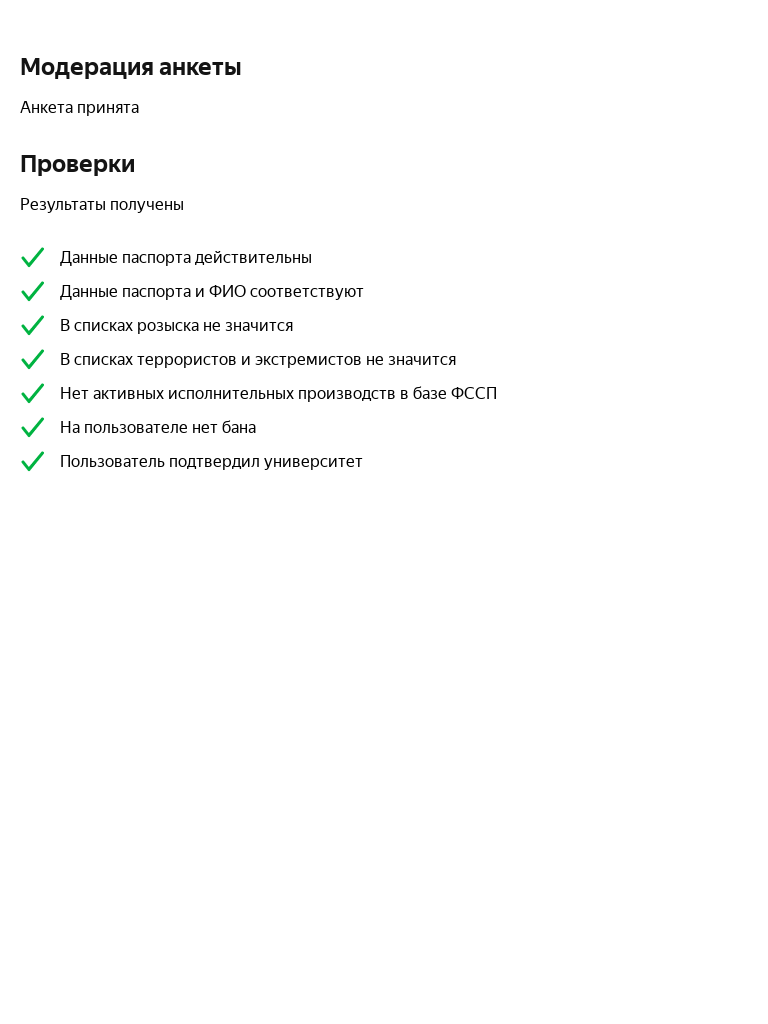 Модерация анкеты
Анкета принята
Проверки
Результаты получены
Данные паспорта действительны
Данные паспорта и ФИО соответствуют
В списках розыска не значится
В списках террористов и экстремистов не значится
Нет активных исполнительных производств в базе ФССП
На пользователе нет бана
Пользователь подтвердил университет